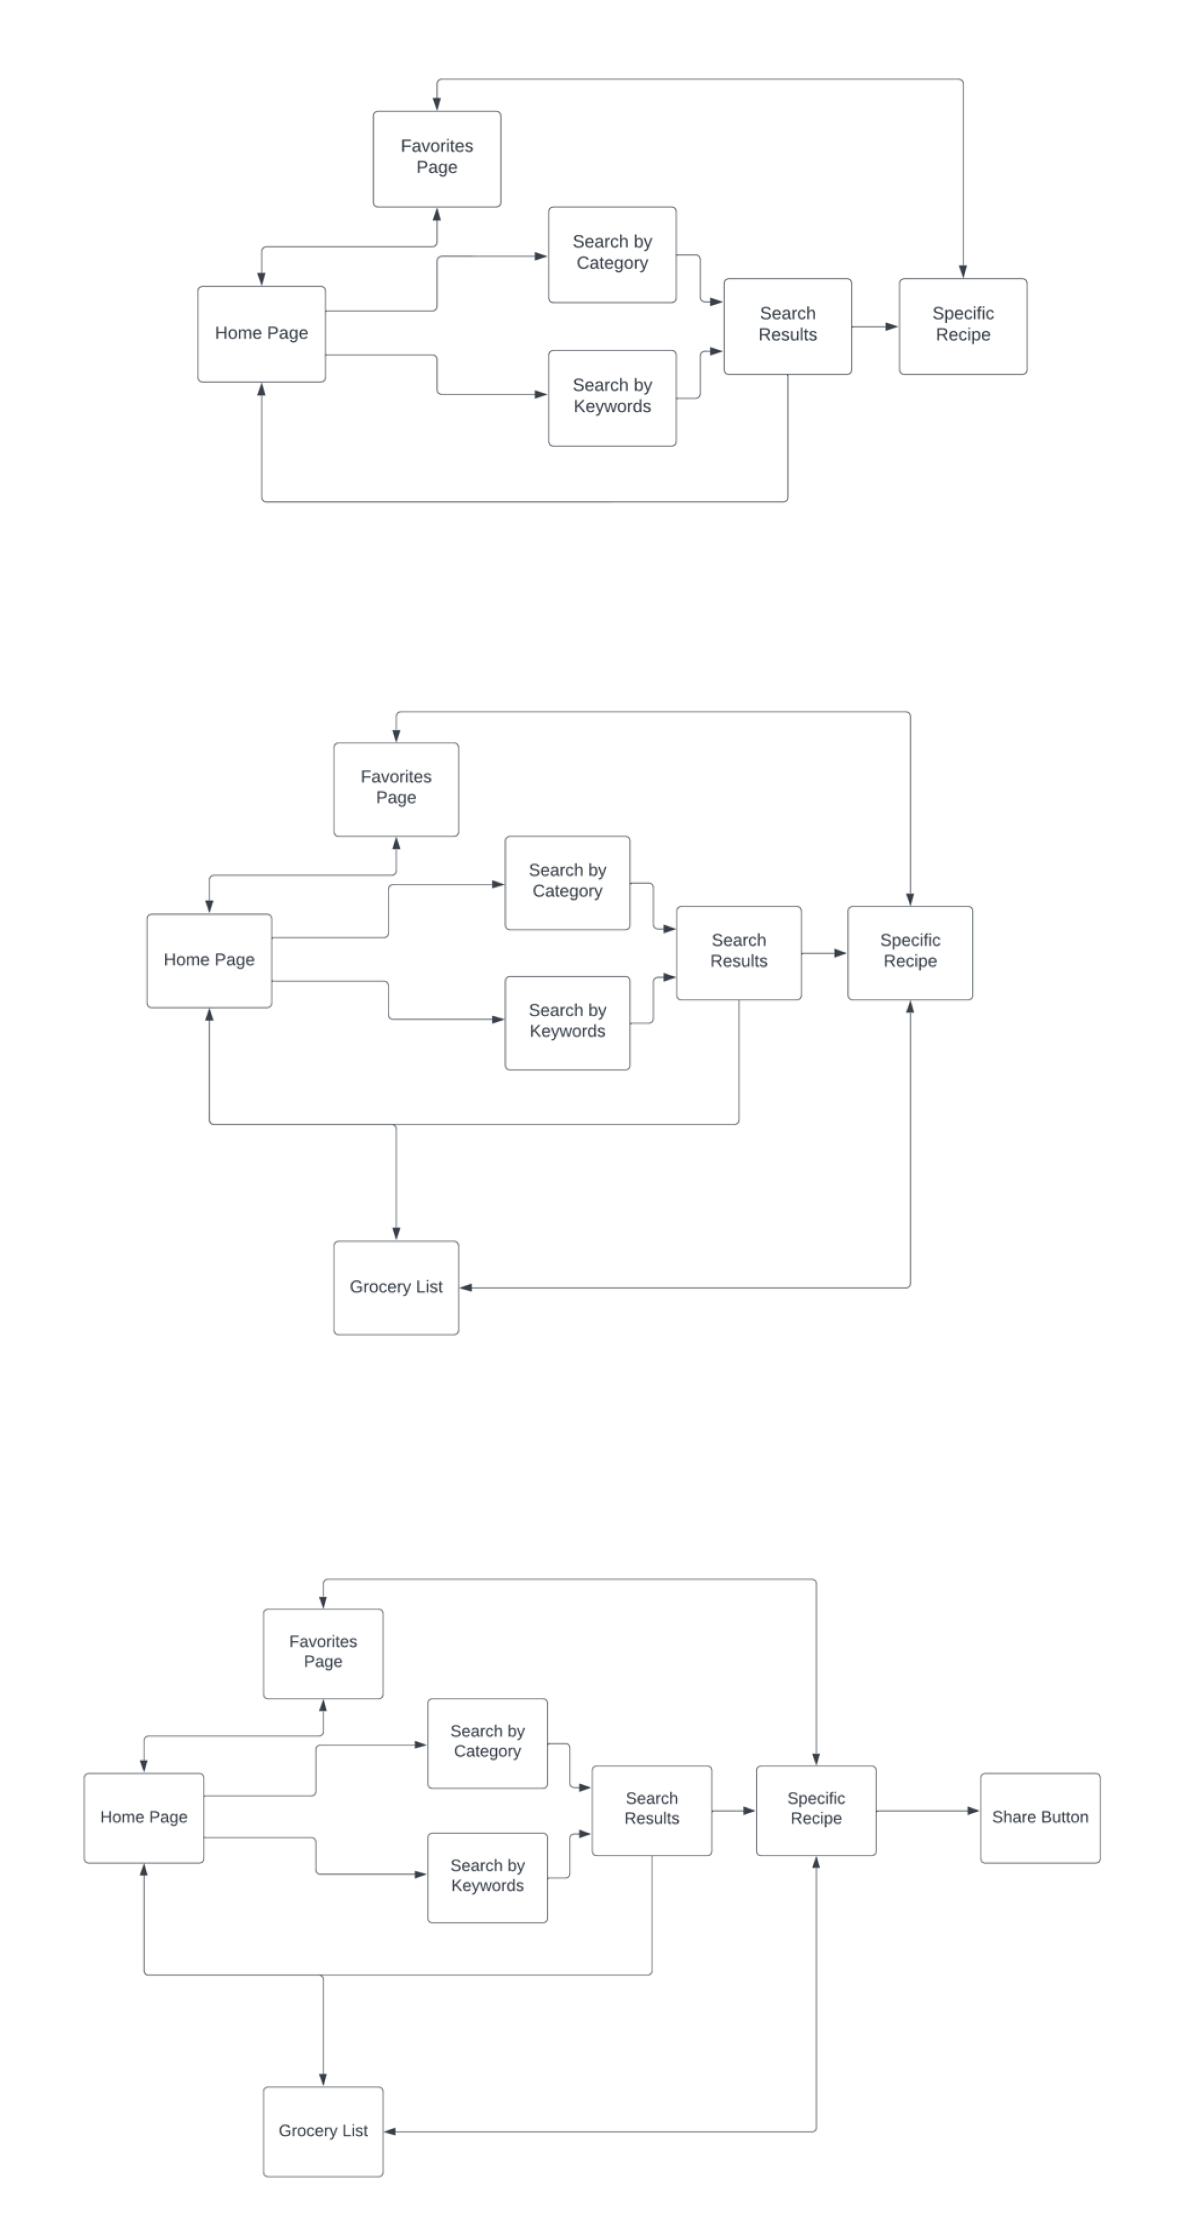 Favorites
Page
Search by
Category
Home Page
Search
Results
Specific
Recipe
Search by
Keywords
Favorites
Page
Search by
Category
Home Page
Search
Results
Specific
Recipe
Search by
Keywords
Grocery List
Favorites
Page
Search by
Category
Home Page
Search
Results
Specific
Recipe
Share Button
Search by
Keywords
Grocery List